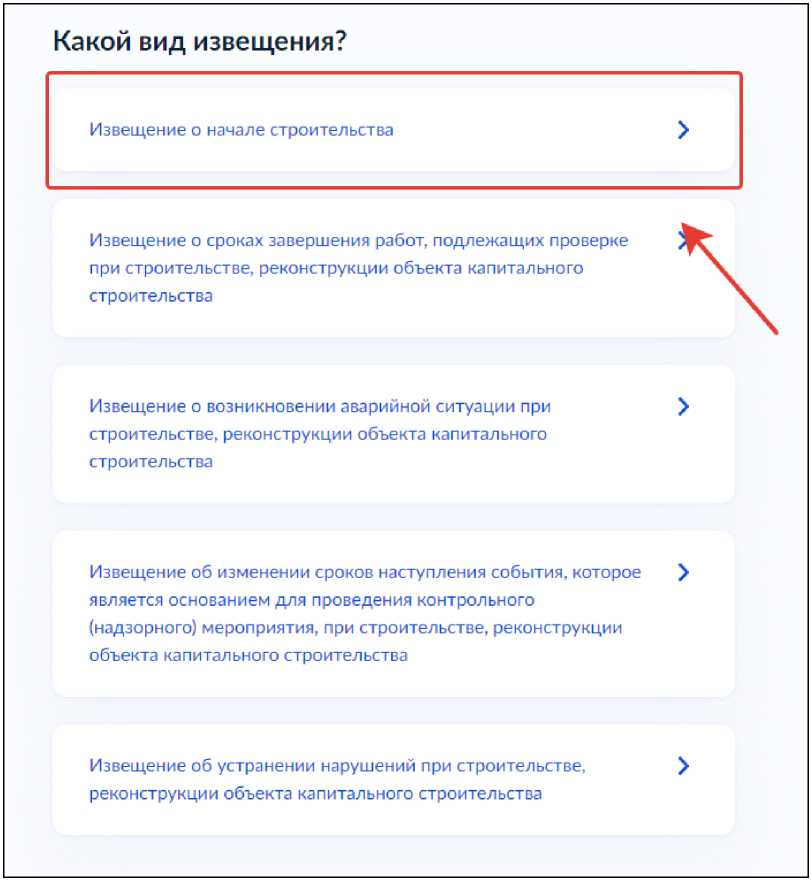 Какой вид извещения?
Извещение о начале строительства
Извещение о сроках завершения работ, подлежащих проверке
при строительстве, реконструкции объекта капитального
строительства
Извещение о возникновении аварийной ситуации при
строительстве, реконструкции объекта капитального
строительства
Извещение об изменении сроков наступления события, которое
является основанием для проведения контрольного
(надзорного) мероприятия, при строительстве, реконструкции
объекта капитального строительства
Извещение об устранении нарушений при строительстве,
реконструкции объекта капитального строительства